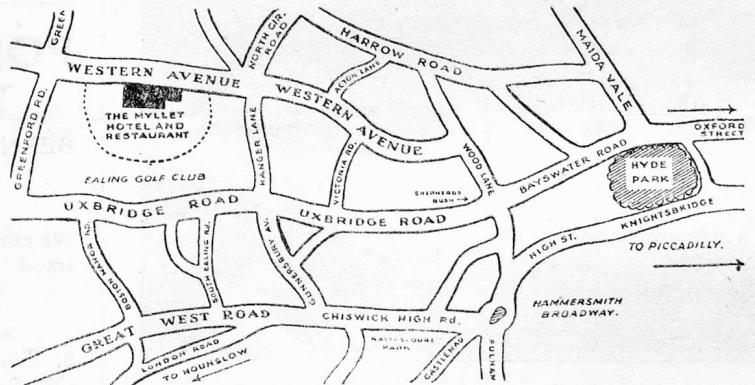 GREEN
NORTH CIR.
ROAD
HARROW ROAD
MAIDA VALE
WESTERN AVENUE
ACTON LANE
WESTERN AVENUE
THE MYLLET
HOTEL AND
RESTAURANT
GREENFORD RD.
HANGER LANE
VICTORIA RD.
WOOD LANE
OXFORD
STREET
BAYSWATER ROAD
HYDE
PARK
EALING GOLF CLUB
SHEPHERDS
BUSH
UXBRIDGE ROAD
UXBRIDGE ROAD
KNIGHTSBRIDGE
HIGH ST.
TO PICCADILLY.
BOSTON MANOR RD.
SOUTH EALING RD.
GUNNERSBURY AV.
HAMMERSMITH
BROADWAY.
GREAT WEST ROAD
CHISWICK HIGH Rd.
PARK
CASTLENAU
FULHAM
LONDON ROAD
TO HOUNSLOW